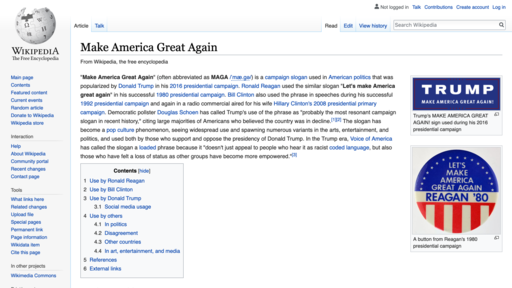 Not logged in Talk Contributions Create account Log in
Article Talk
Read Edit View history
Search Wikipedia
WIKIPEDIA
The Free Encyclopedia
Main page
Contents
Featured content
Current events
Random article
Donate to Wikipedia
Wikipedia store
Interaction
Help
About Wikipedia
Community portal
Recent changes
Contact page
Tools
What links here
Related changes
Upload file
Special pages
Permanent link
Page information
Wikidata item
Cite this page
In other projects
Wikimedia Commons
Make America Great Again
From Wikipedia, the free encyclopedia
"Make America Great Again" (often abbreviated as MAGA /ˈmæ.ɡə/) is a campaign slogan used in American politics that was
popularized by Donald Trump in his 2016 presidential campaign. Ronald Reagan used the similar slogan "Let's make America
great again" in his successful 1980 presidential campaign. Bill Clinton also used the phrase in speeches during his successful
1992 presidential campaign and again in a radio commercial aired for his wife Hillary Clinton's 2008 presidential primary
campaign. Democratic pollster Douglas Schoen has called Trump's use of the phrase as "probably the most resonant campaign
slogan in recent history," citing large majorities of Americans who believed the country was in decline.[1][2] The slogan has
become a pop culture phenomenon, seeing widespread use and spawning numerous variants in the arts, entertainment, and
politics, and used both by those who support and oppose the presidency of Donald Trump. In the Trump era, Voice of America
has called the slogan a loaded phrase because it "doesn't just appeal to people who hear it as racist coded language, but also
those who have felt a loss of status as other groups have become more empowered."[3]
Contents [hide]
1 Use by Ronald Reagan
2 Use by Bill Clinton
3 Use by Donald Trump
3.1 Social media usage
4 Use by others
4.1 In politics
4.2 Disagreement
4.3 Other countries
4.4 In art, entertainment, and media
5 References
6 External links
TRUMP
MAKE AMERICA GREAT AGAIN!
Trump's MAKE AMERICA GREAT
AGAIN! sign used during his 2016
presidential campaign
LET'S
MAKE
AMERICA
GREAT AGAIN
REAGAN '80
A button from Reagan's 1980
presidential campaign